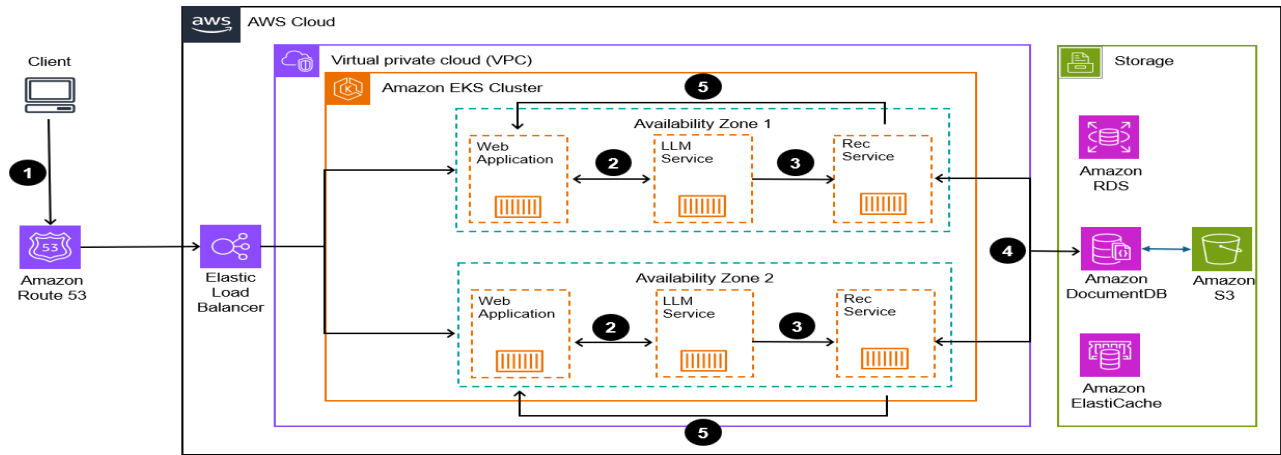 aws
AWS Cloud
Client
Virtual private cloud (VPC)
Storage
K
Amazon EKS Cluster
5
Availability Zone 1
Web
Application
2
LLM
Service
3
Rec
Service
1
Amazon
RDS
53
Amazon
Route 53
Elastic
Load
Balancer
4
Amazon
DocumentDB
Amazon
S3
Availability Zone 2
Web
Application
2
LLM
Service
3
Rec
Service
Amazon
ElastiCache
5